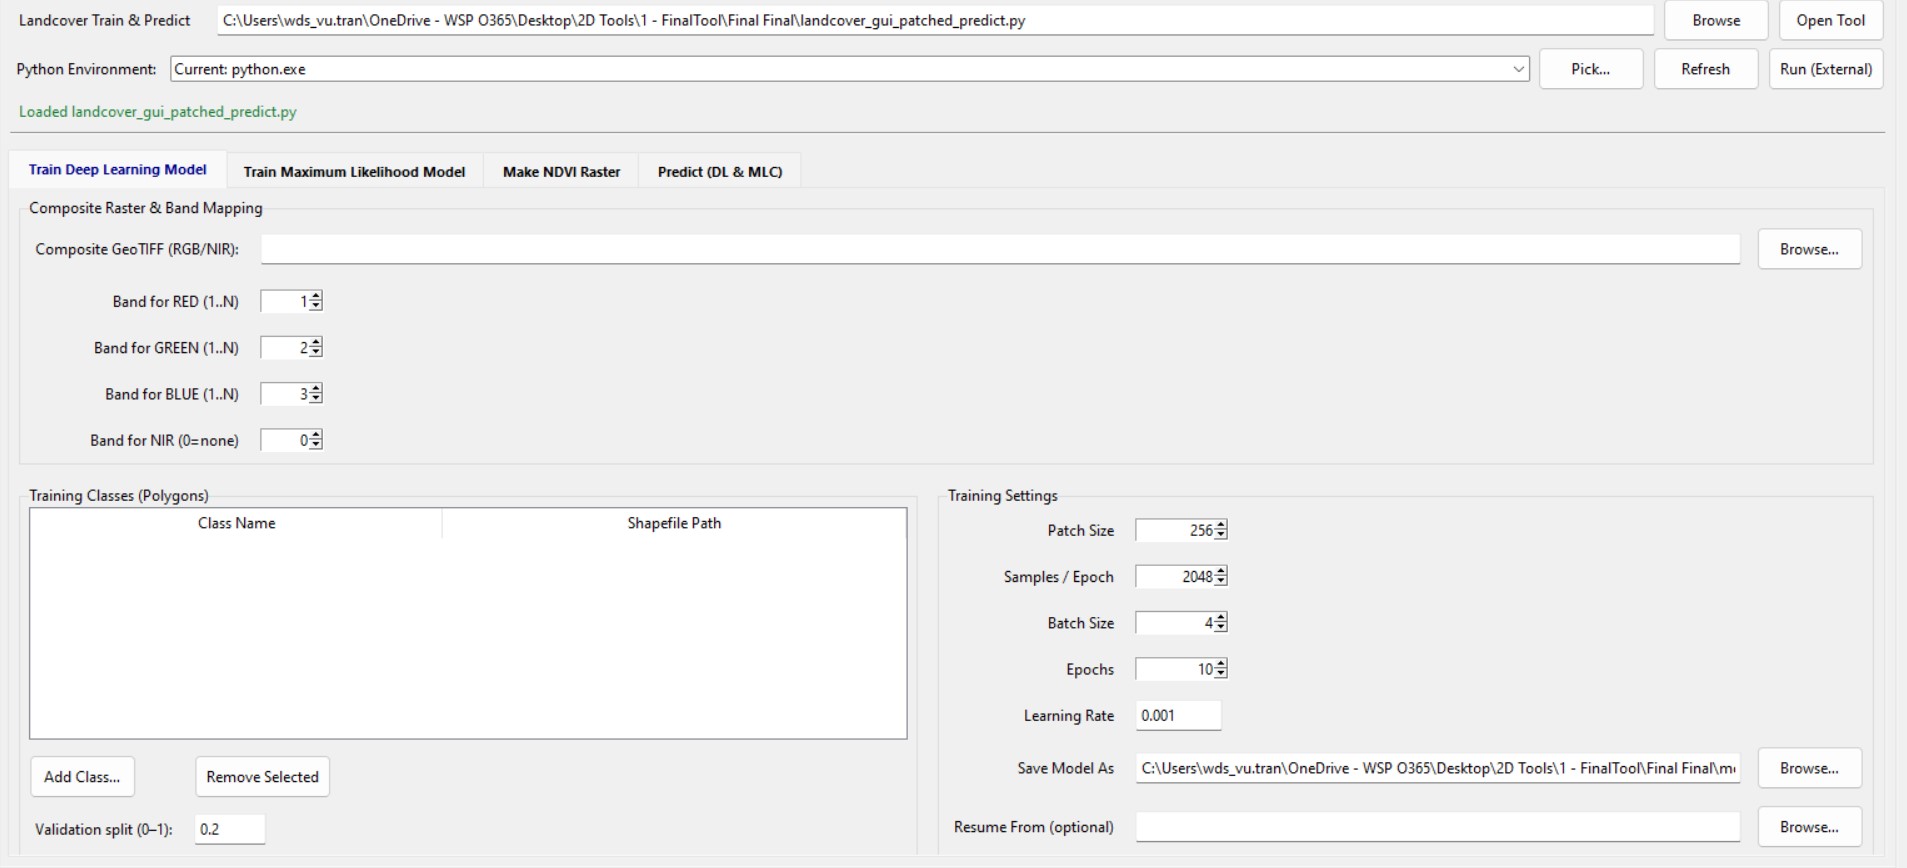 Landcover Train & Predict C:\Users\wds_vu.tran\OneDrive - WSP O365\Desktop\2D Tools\1 - FinalTool\Final Final\landcover_gui_patched_predict.py Browse Open Tool
Python Environment: Current: python.exe Pick... Refresh Run (External)
Loaded landcover_gui_patched_predict.py
Train Deep Learning Model Train Maximum Likelihood Model Make NDVI Raster Predict (DL & MLC)
Composite Raster & Band Mapping
Composite GeoTIFF (RGB/NIR): Browse...
Band for RED (1..N) 1
Band for GREEN (1..N) 2
Band for BLUE (1..N) 3
Band for NIR (0=none) 0
Training Classes (Polygons)
Class Name Shapefile Path
Add Class... Remove Selected
Validation split (0–1): 0.2
Training Settings
Patch Size 256
Samples / Epoch 2048
Batch Size 4
Epochs 10
Learning Rate 0.001
Save Model As C:\Users\wds_vu.tran\OneDrive - WSP O365\Desktop\2D Tools\1 - FinalTool\Final Final\m Browse...
Resume From (optional) Browse...